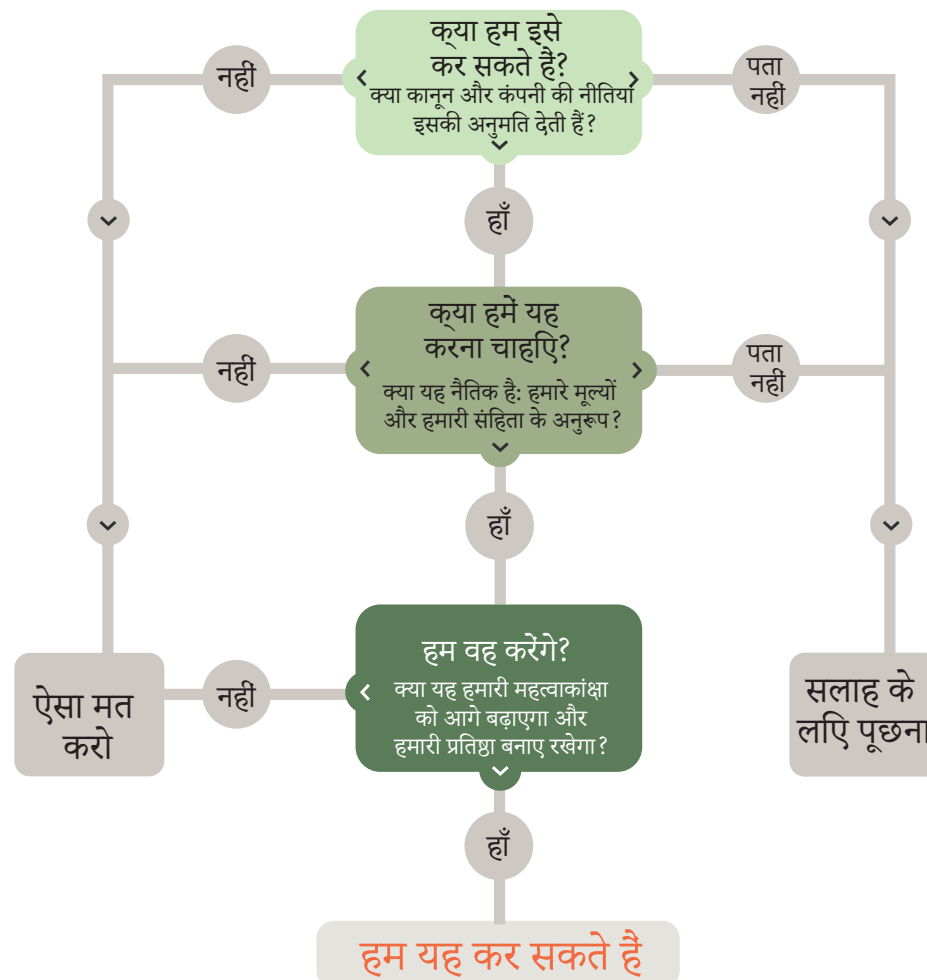 क्या हम इसे
कर सकते हैं?
क्या कानून और कंपनी की नीतियां
इसकी अनुमति देती हैं?
नहीं
पता
नहीं
हाँ
क्या हमें यह
करना चाहिए?
क्या यह नैतिक है: हमारे मूल्यों
और हमारी संहिता के अनुरूप?
नहीं
पता
नहीं
हाँ
हम वह करेंगे?
क्या यह हमारी महत्वाकांक्षा
को आगे बढ़ाएगा और
हमारी प्रतिष्ठा बनाए रखेगा?
नहीं
ऐसा मत
करो
सलाह के
लिए पूछना
हाँ
हम यह कर सकते हैं